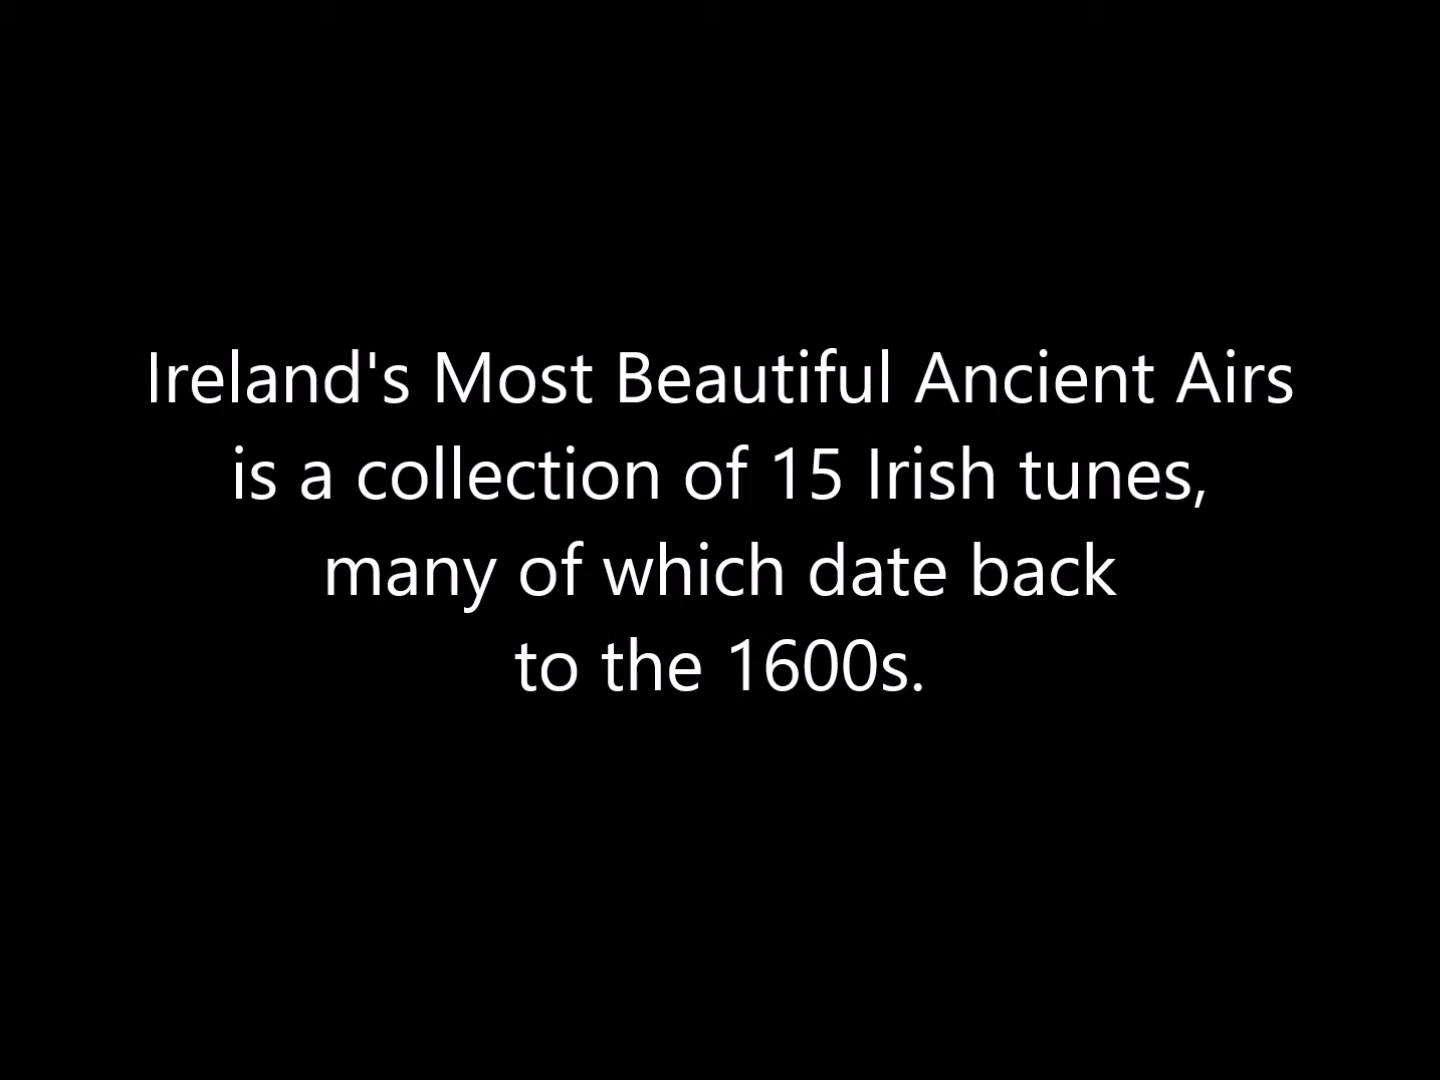 Ireland's Most Beautiful Ancient Airs
is a collection of 15 Irish tunes,
many of which date back
to the 1600s.